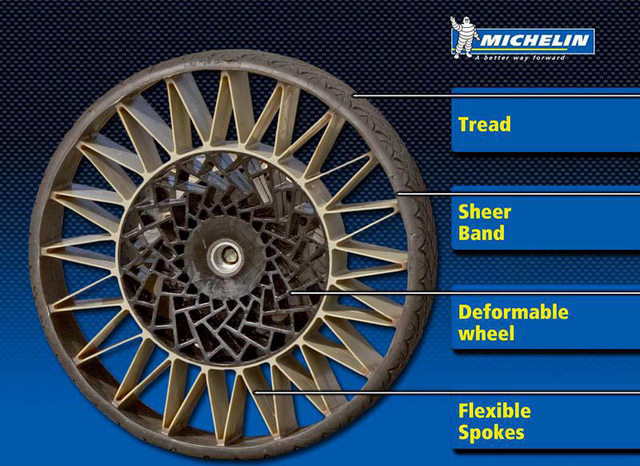 MICHELIN
A better way forward
Tread
Sheer
Band
Deformable
wheel
Flexible
Spokes